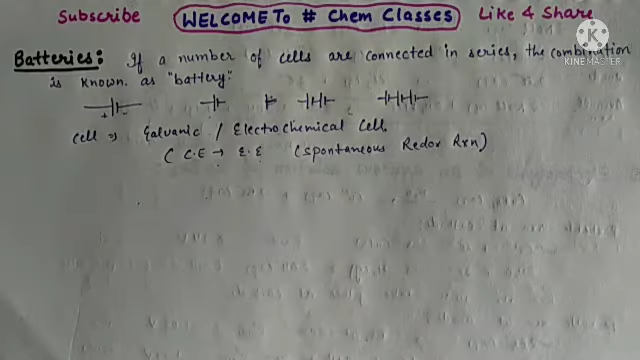 Subscribe WELCOME To # Chem Classes Like & Share
Batteries: If a number of cells are connected in series, the combination
is known as "battery"
Cell ⇒ Galvanic / Electrochemical Cell
( C.E → E.E (Spontaneous Redox Rxn)
K
KINEMASTER